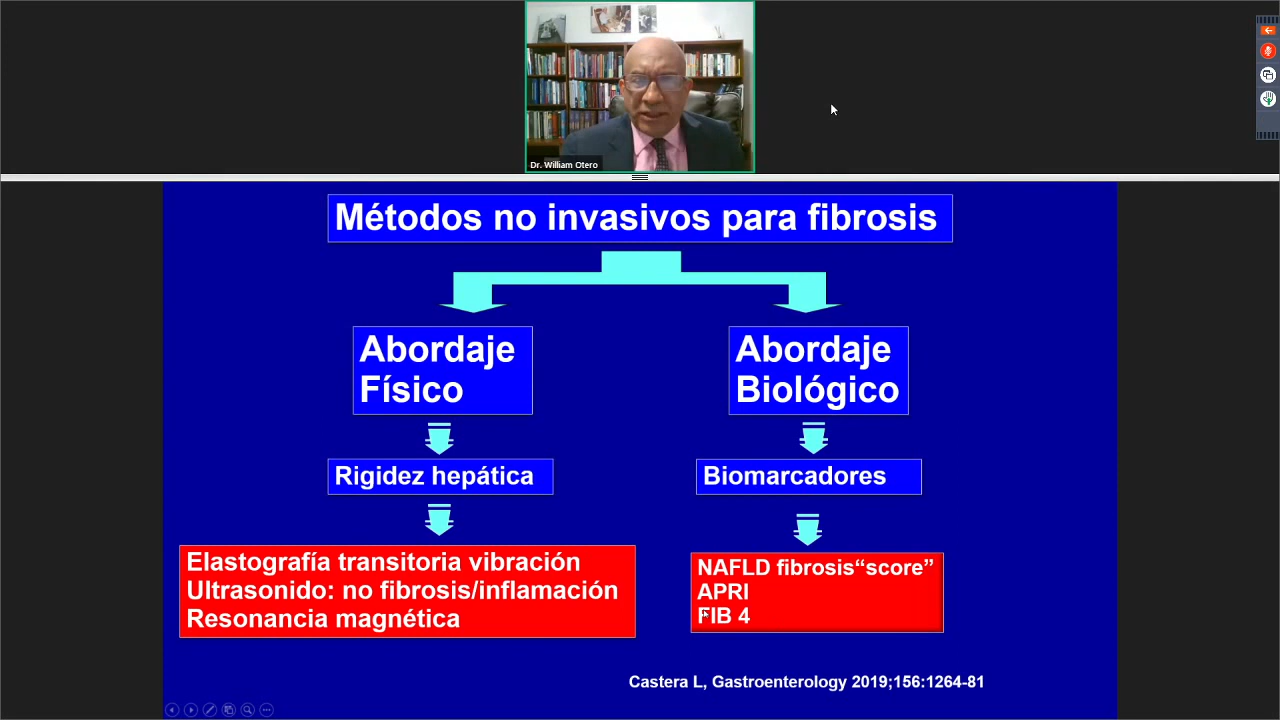 Dr. William Otero
Métodos no invasivos para fibrosis
Abordaje
Físico
Abordaje
Biológico
Rigidez hepática
Biomarcadores
Elastografía transitoria vibración
Ultrasonido: no fibrosis/inflamación
Resonancia magnética
NAFLD fibrosis“score”
APRI
FIB 4
Castera L, Gastroenterology 2019;156:1264-81